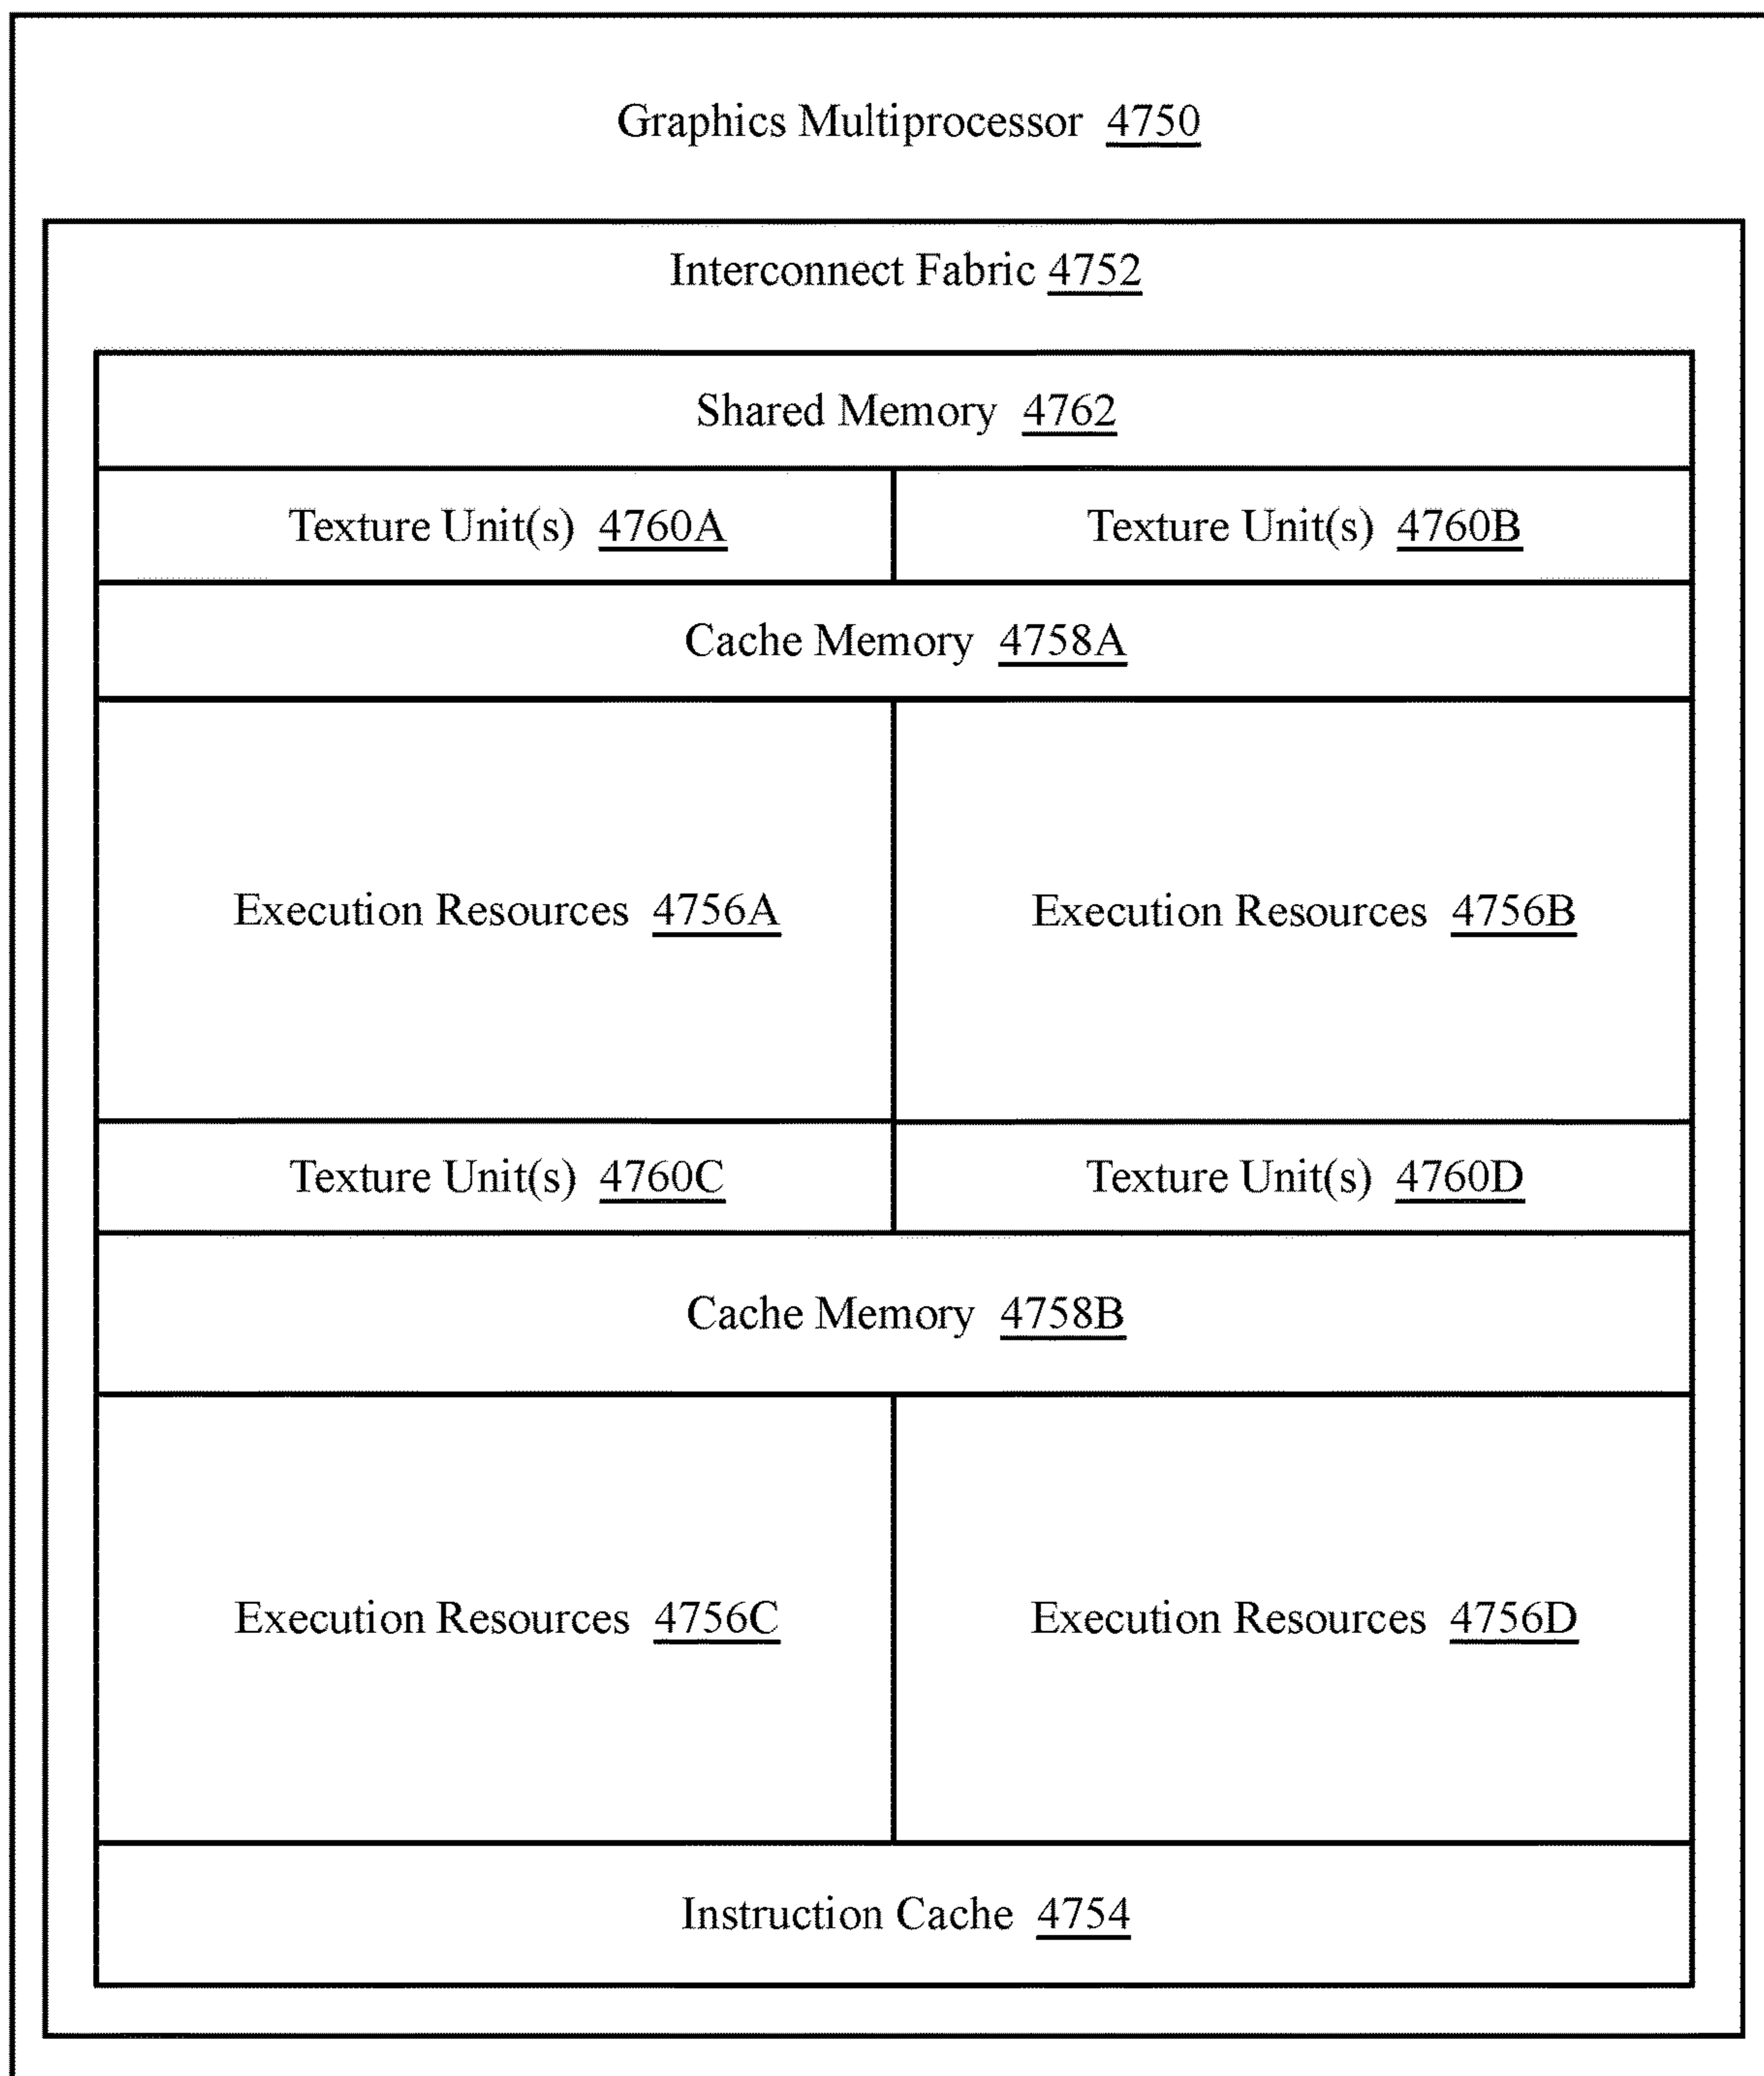 Graphics Multiprocessor 4750
Interconnect Fabric 4752
Shared Memory 4762
Texture Unit(s) 4760A
Texture Unit(s) 4760B
Cache Memory 4758A
Execution Resources 4756A
Execution Resources 4756B
Texture Unit(s) 4760C
Texture Unit(s) 4760D
Cache Memory 4758B
Execution Resources 4756C
Execution Resources 4756D
Instruction Cache 4754